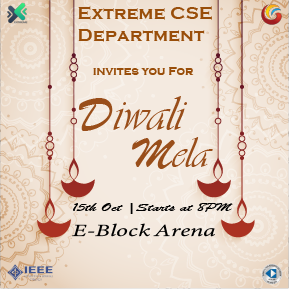 Extreme CSE
Department
invites you For
Diwali
Mela
15th Oct | Starts at 8PM
E-Block Arena
IEEE